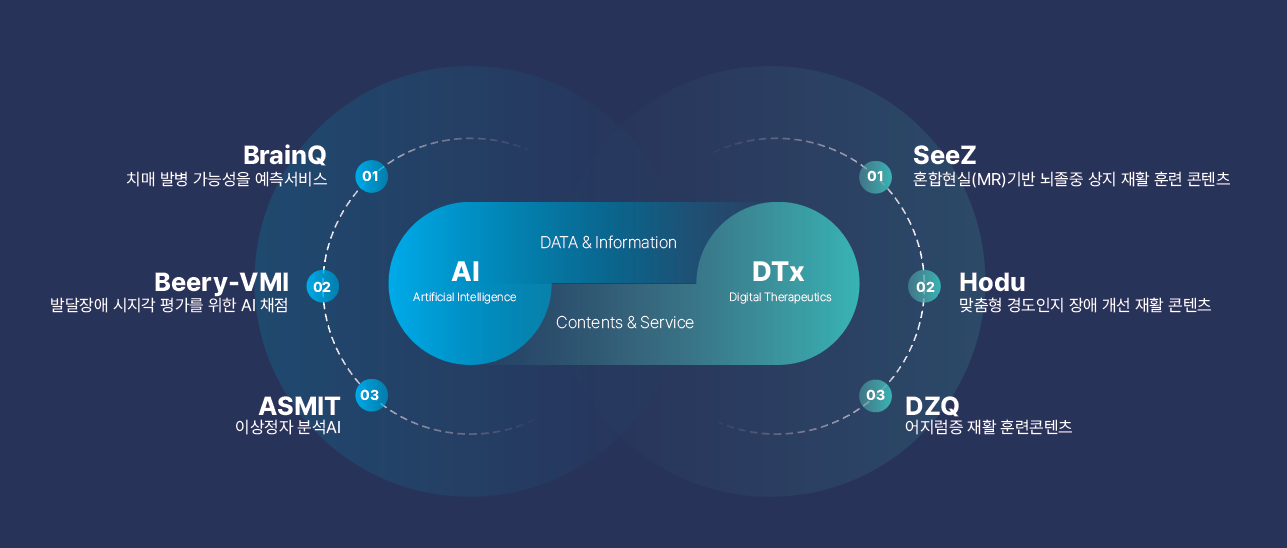 BrainQ
치매 발병 가능성을 예측서비스
01
Beery-VMI
발달장애 시지각 평가를 위한 AI 채점
02
ASMIT
이상정자 분석AI
03
AI
Artificial Intelligence
DATA & Information
Contents & Service
DTx
Digital Therapeutics
01
SeeZ
혼합현실(MR)기반 뇌졸중 상지 재활 훈련 콘텐츠
02
Hodu
맞춤형 경도인지 장애 개선 재활 콘텐츠
03
DZQ
어지럼증 재활 훈련콘텐츠